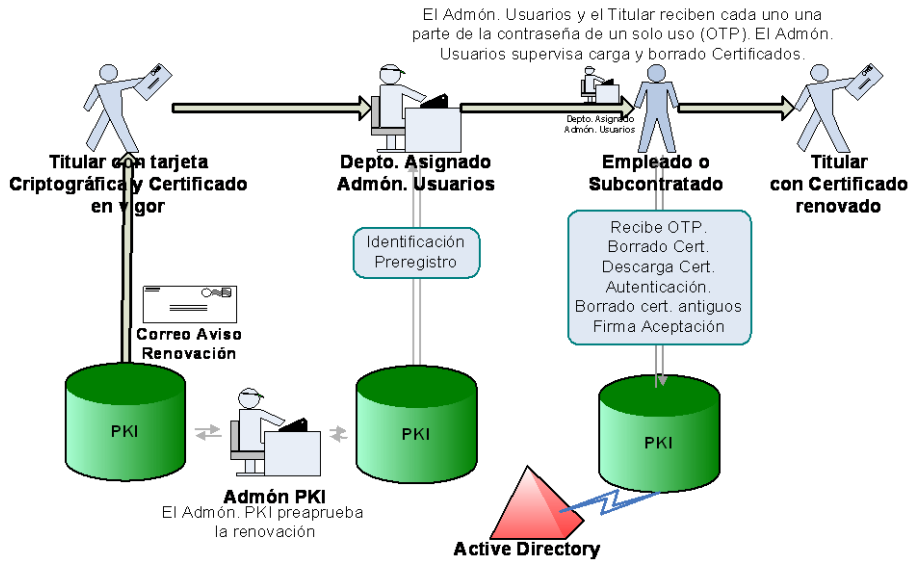 El Admón. Usuarios y el Titular reciben cada uno una
parte de la contraseña de un solo uso (OTP). El Admón.
Usuarios supervisa carga y borrado Certificados.
Depto. Asignado
Admón. Usuarios
Titular con tarjeta
Criptográfica y Certificado
en vigor
Depto. Asignado
Admón. Usuarios
Empleado o
Subcontratado
Titular
con Certificado
renovado
Identificación
Preregistro
Recibe OTP.
Borrado Cert.
Descarga Cert.
Autenticación.
Borrado cert. antiguos
Firma Aceptación
Correo Aviso
Renovación
PKI
PKI
PKI
Admón PKI
El Admón. PKI preaprueba
la renovación
Active Directory